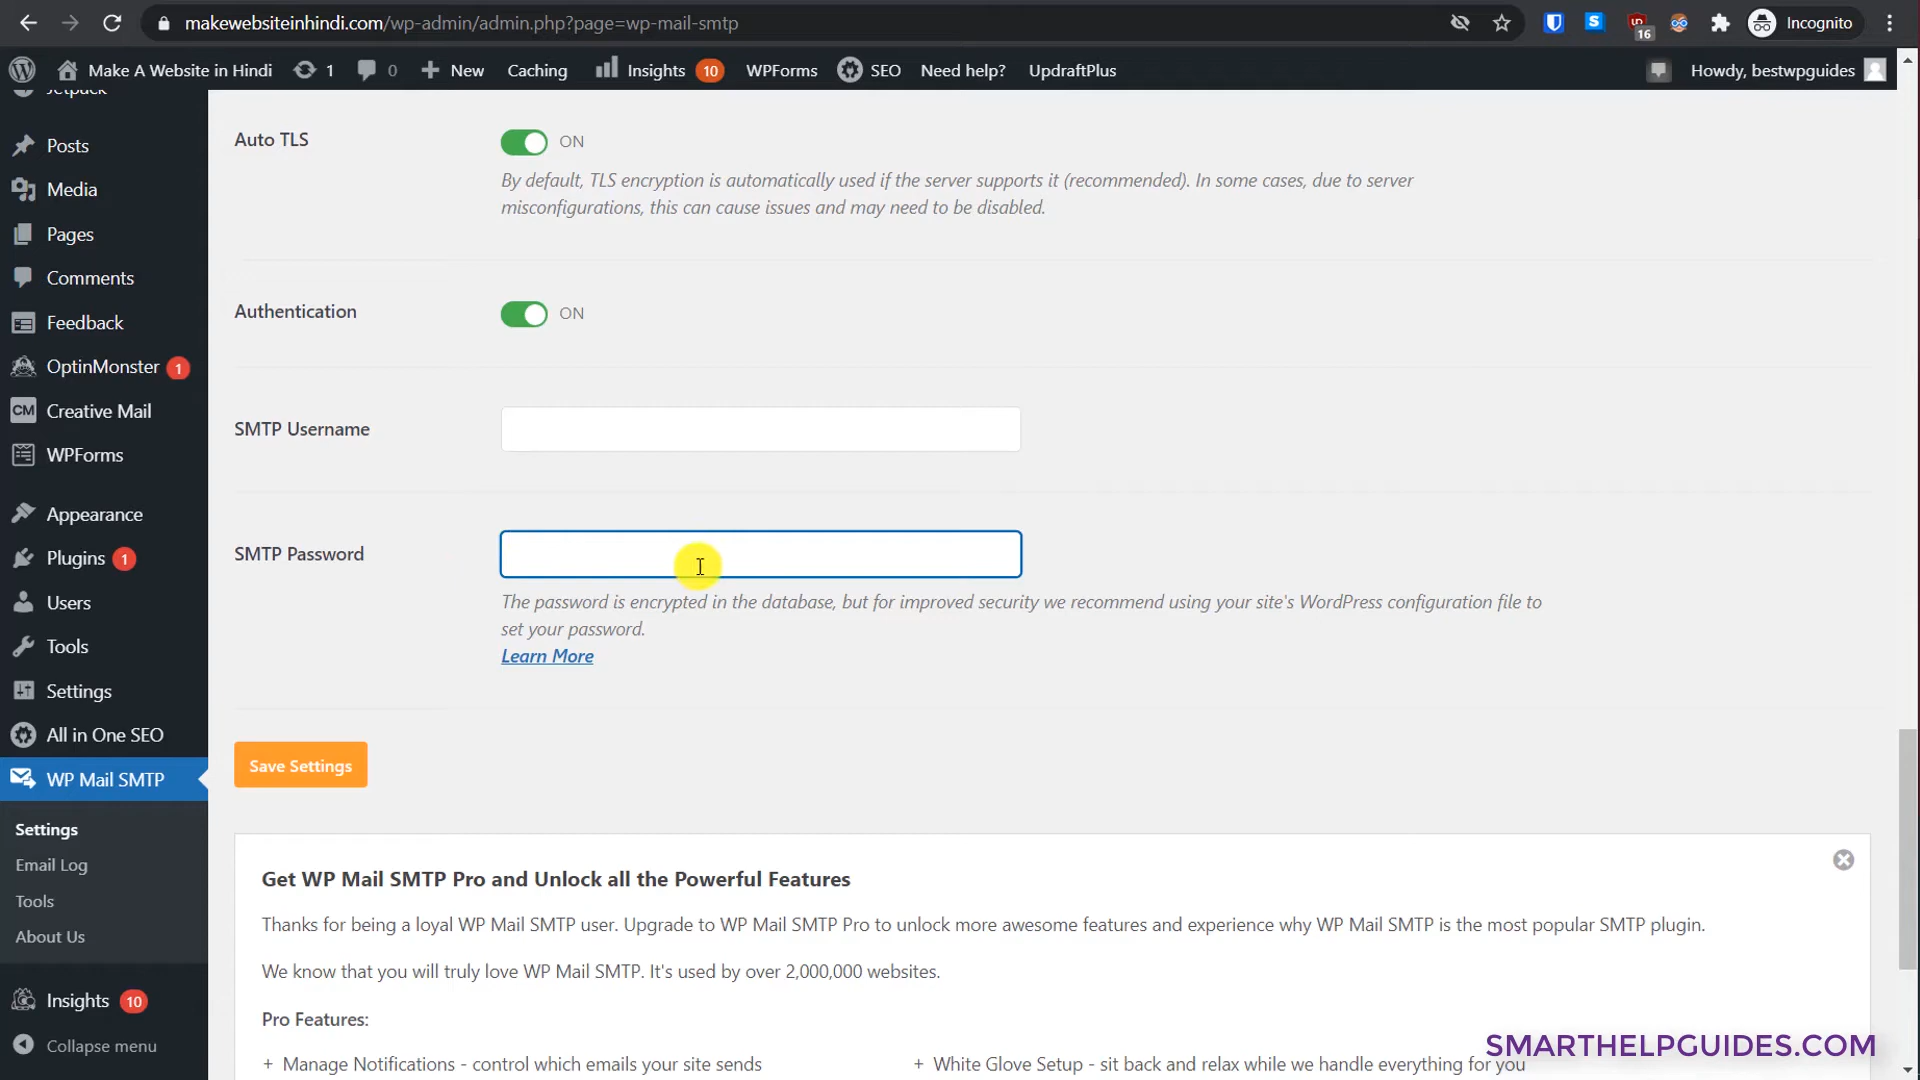 makewebsiteinhindi.com/wp-admin/admin.php?page=wp-mail-smtp
16
Incognito
Make A Website in Hindi
1
0
New
Caching
Insights 10
WPForms
SEO
Need help?
UpdraftPlus
Howdy, bestwpguides
Jetpack
Posts
Media
Pages
Comments
Feedback
OptinMonster 1
CM Creative Mail
WPForms
Appearance
Plugins 1
Users
Tools
Settings
All in One SEO
WP Mail SMTP
Settings
Email Log
Tools
About Us
Insights 10
Collapse menu
Auto TLS
ON
By default, TLS encryption is automatically used if the server supports it (recommended). In some cases, due to server
misconfigurations, this can cause issues and may need to be disabled.
Authentication
ON
SMTP Username
SMTP Password
The password is encrypted in the database, but for improved security we recommend using your site's WordPress configuration file to
set your password.
Learn More
Save Settings
Get WP Mail SMTP Pro and Unlock all the Powerful Features
Thanks for being a loyal WP Mail SMTP user. Upgrade to WP Mail SMTP Pro to unlock more awesome features and experience why WP Mail SMTP is the most popular SMTP plugin.
We know that you will truly love WP Mail SMTP. It's used by over 2,000,000 websites.
Pro Features:
+ Manage Notifications - control which emails your site sends
+ White Glove Setup - sit back and relax while we handle everything for you
SMARTHELPGUIDES.COM